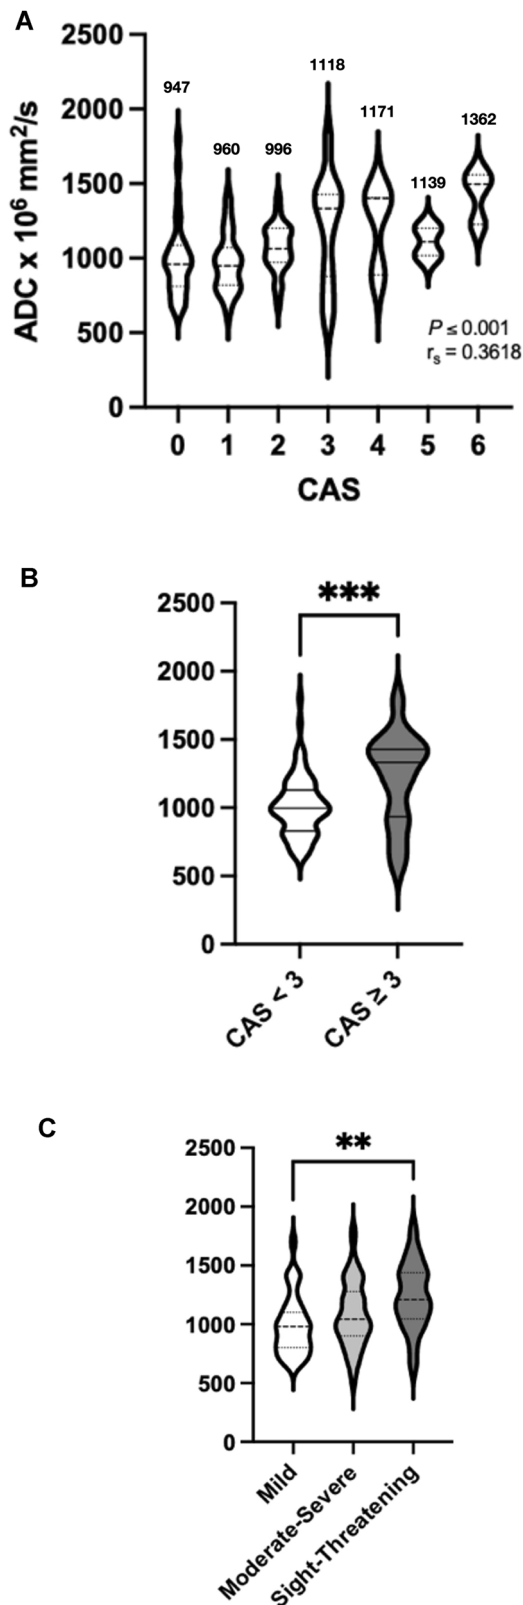 A
ADC x 10⁶ mm²/s
2500
2000
1500
1000
500
0
947
960
996
1118
1171
1139
1362
P ≤ 0.001
rₛ = 0.3618
0 1 2 3 4 5 6
CAS
B
***
2500
2000
1500
1000
500
0
CAS < 3
CAS ≥ 3
C
**
2500
2000
1500
1000
500
0
Mild
Moderate-Severe
Sight-Threatening